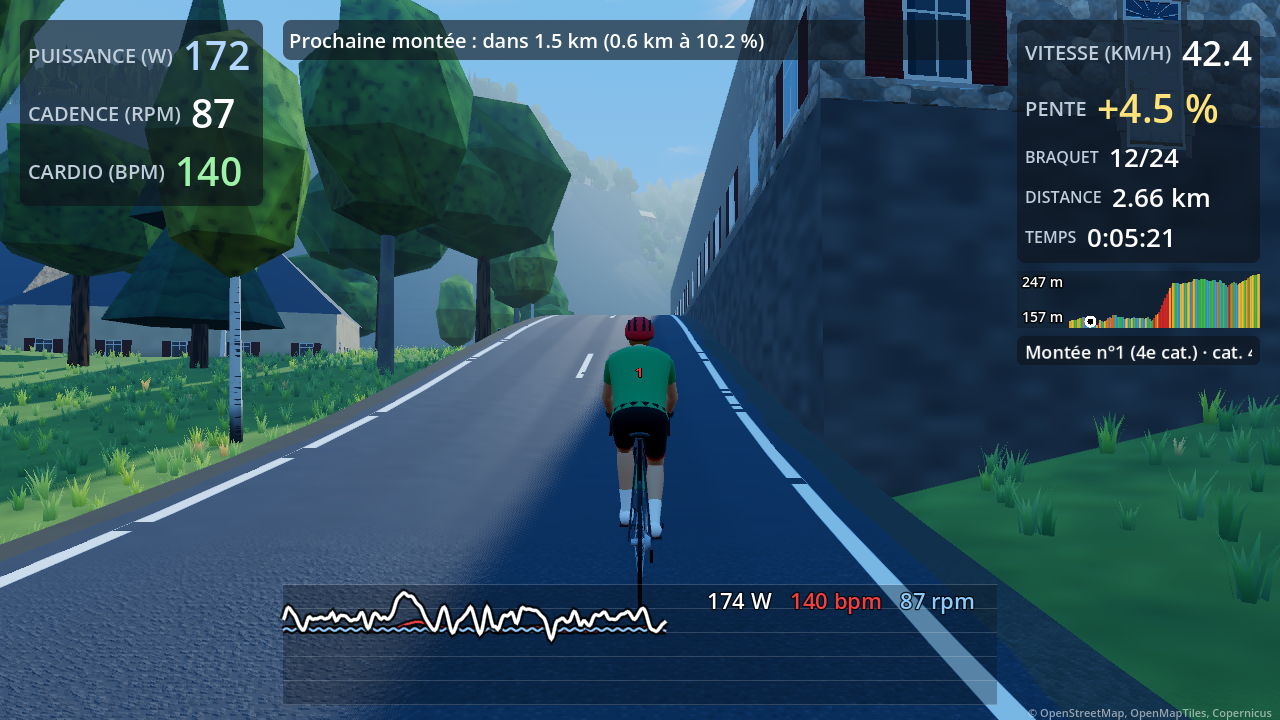 PUISSANCE (W) 172
CADENCE (RPM) 87
CARDIO (BPM) 140
Prochaine montée : dans 1.5 km (0.6 km à 10.2 %)
VITESSE (KM/H) 42.4
PENTE +4.5 %
BRAQUET 12/24
DISTANCE 2.66 km
TEMPS 0:05:21
247 m
157 m
Montée n°1 (4e cat.) · cat.
1
174 W 140 bpm 87 rpm
© OpenStreetMap, OpenMapTiles, Copernicus